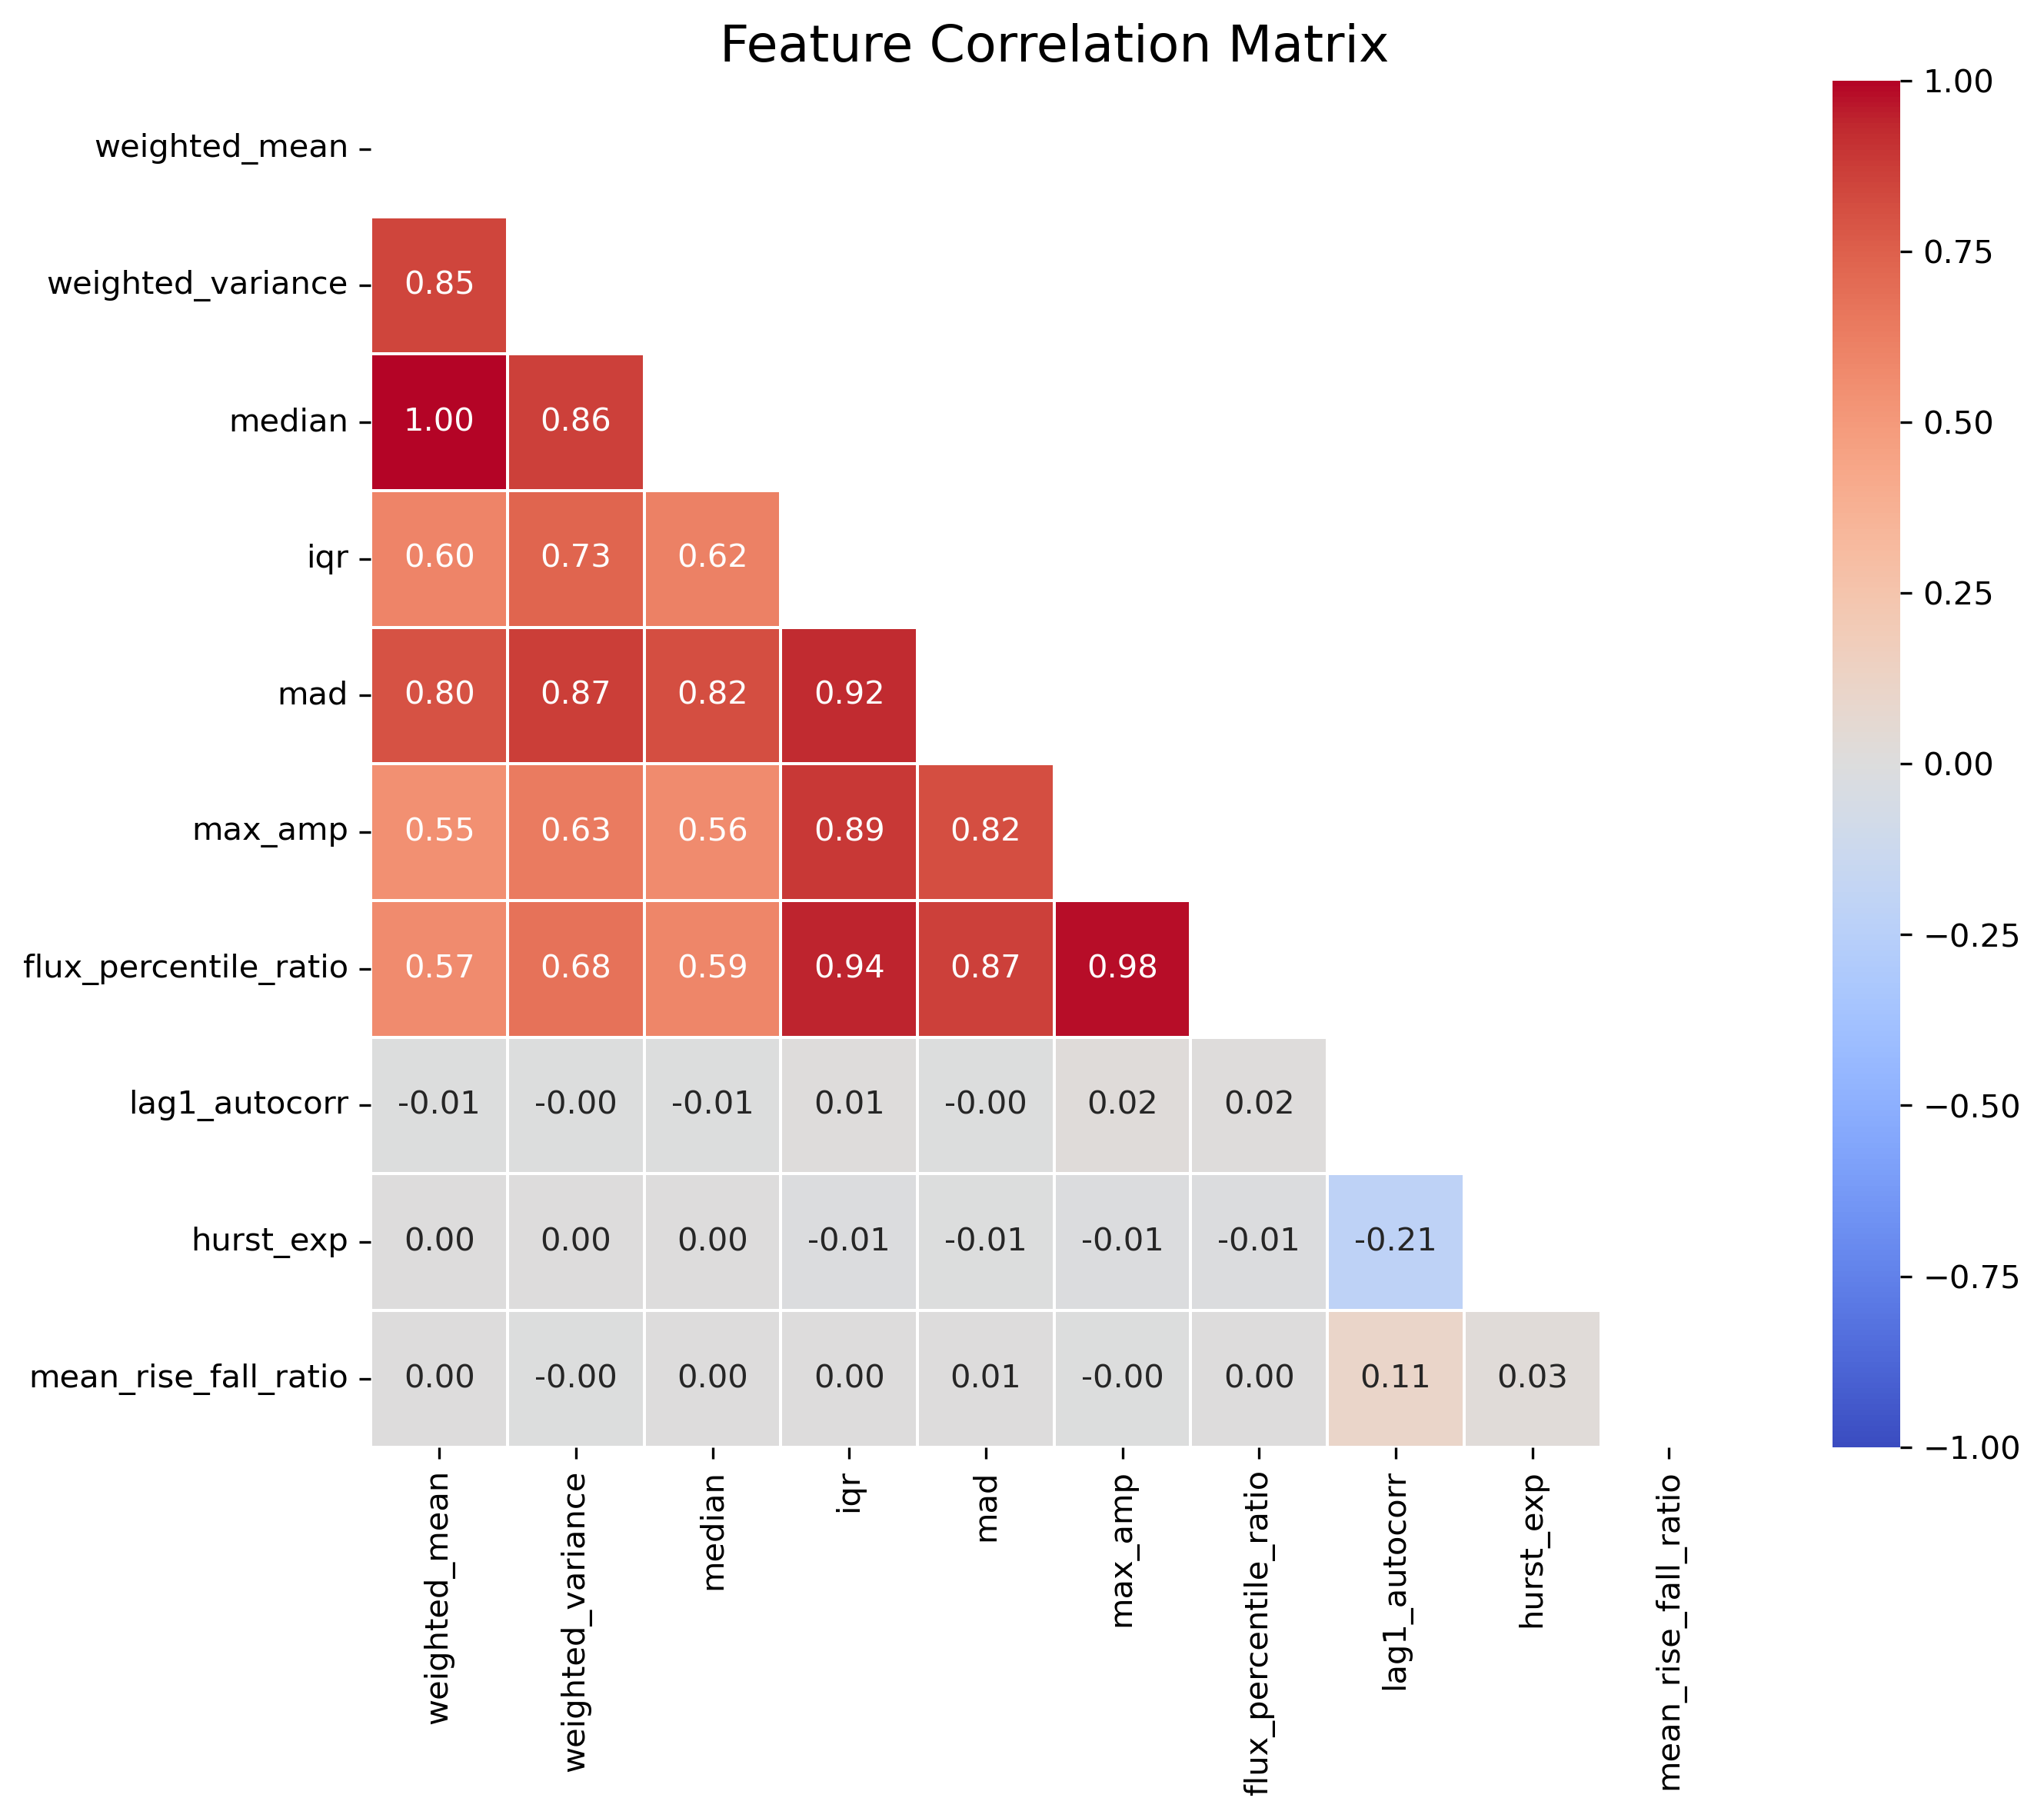 Feature Correlation Matrix
weighted_mean
weighted_variance 0.85
median 1.00 0.86
iqr 0.60 0.73 0.62
mad 0.80 0.87 0.82 0.92
max_amp 0.55 0.63 0.56 0.89 0.82
flux_percentile_ratio 0.57 0.68 0.59 0.94 0.87 0.98
lag1_autocorr -0.01 -0.00 -0.01 0.01 -0.00 0.02 0.02
hurst_exp 0.00 0.00 0.00 -0.01 -0.01 -0.01 -0.01 -0.21
mean_rise_fall_ratio 0.00 -0.00 0.00 0.00 0.01 -0.00 0.00 0.11 0.03
weighted_mean
weighted_variance
median
iqr
mad
max_amp
flux_percentile_ratio
lag1_autocorr
hurst_exp
mean_rise_fall_ratio
1.00
0.75
0.50
0.25
0.00
−0.25
−0.50
−0.75
−1.00